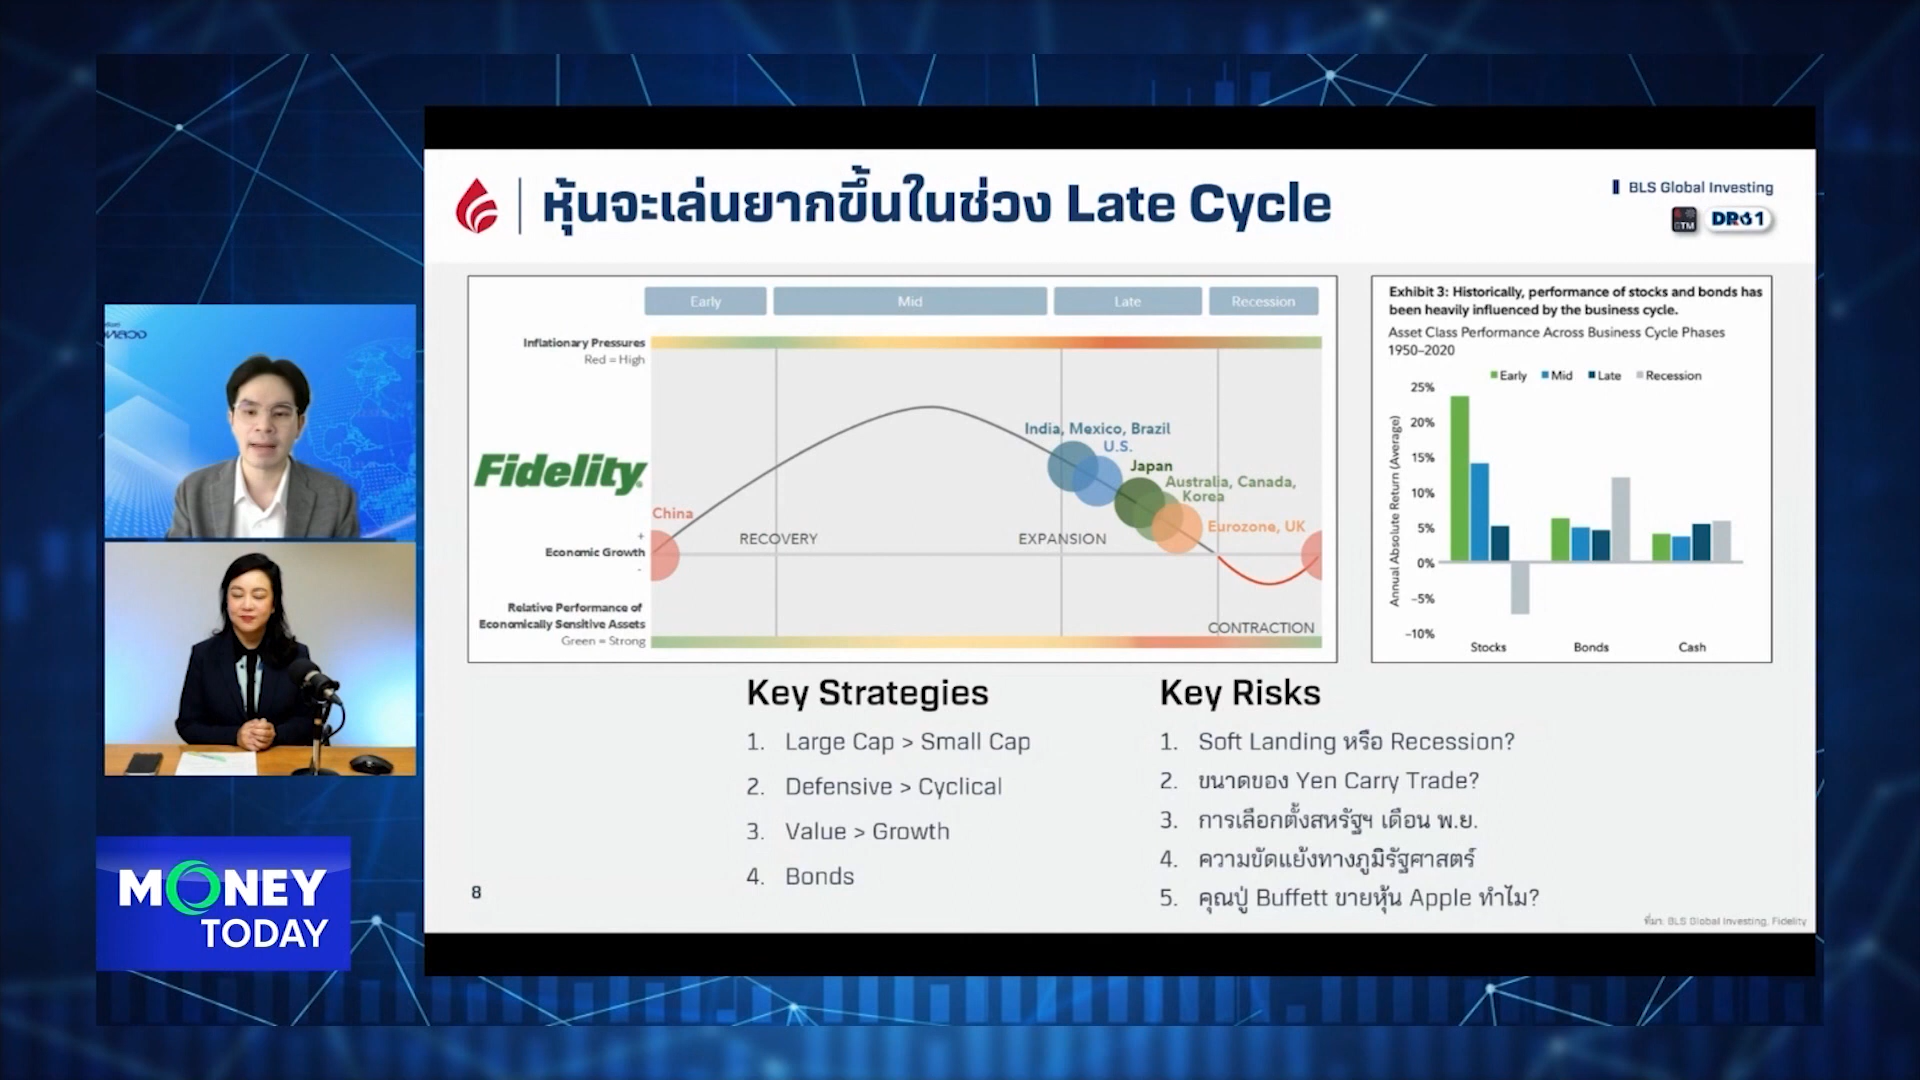 หุ้นจะเล่นยากขึ้นในช่วง Late Cycle
BLS Global Investing
DR01
Early
Mid
Late
Recession
Inflationary Pressures
Red = High
Fidelity
China
+
Economic Growth
-
RECOVERY
EXPANSION
CONTRACTION
India, Mexico, Brazil
U.S.
Japan
Australia, Canada,
Korea
Eurozone, UK
Relative Performance of
Economically Sensitive Assets
Green = Strong
Exhibit 3: Historically, performance of stocks and bonds has
been heavily influenced by the business cycle.
Asset Class Performance Across Business Cycle Phases
1950–2020
Early Mid Late Recession
Annual Absolute Return (Average)
25%
20%
15%
10%
5%
0%
–5%
–10%
Stocks
Bonds
Cash
Key Strategies
1. Large Cap > Small Cap
2. Defensive > Cyclical
3. Value > Growth
4. Bonds
Key Risks
1. Soft Landing หรือ Recession?
2. ขนาดของ Yen Carry Trade?
3. การเลือกตั้งสหรัฐฯ เดือน พ.ย.
4. ความขัดแย้งทางภูมิรัฐศาสตร์
5. คุณปู่ Buffett ขายหุ้น Apple ทำไม?
8
ที่มา: BLS Global Investing, Fidelity
MONEY
TODAY